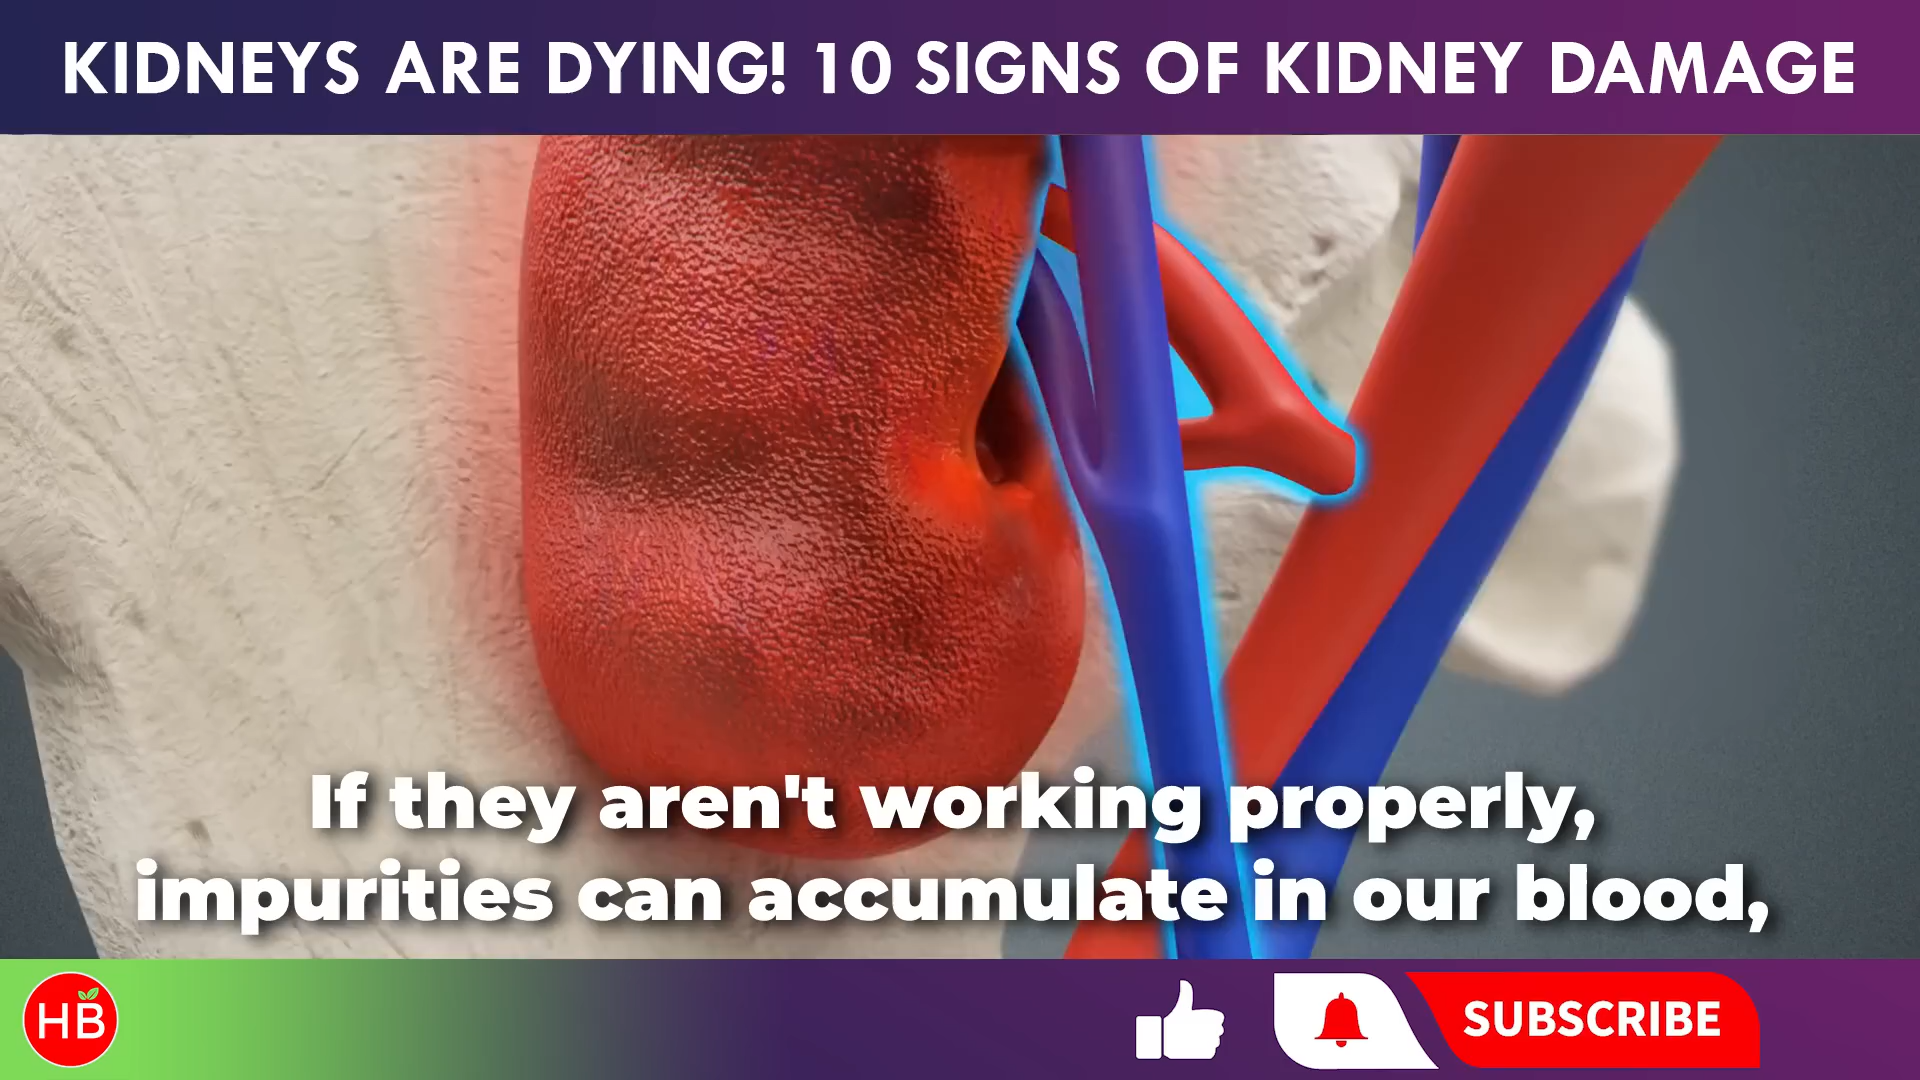 KIDNEYS ARE DYING! 10 SIGNS OF KIDNEY DAMAGE
If they aren't working properly,
impurities can accumulate in our blood,
HB
SUBSCRIBE